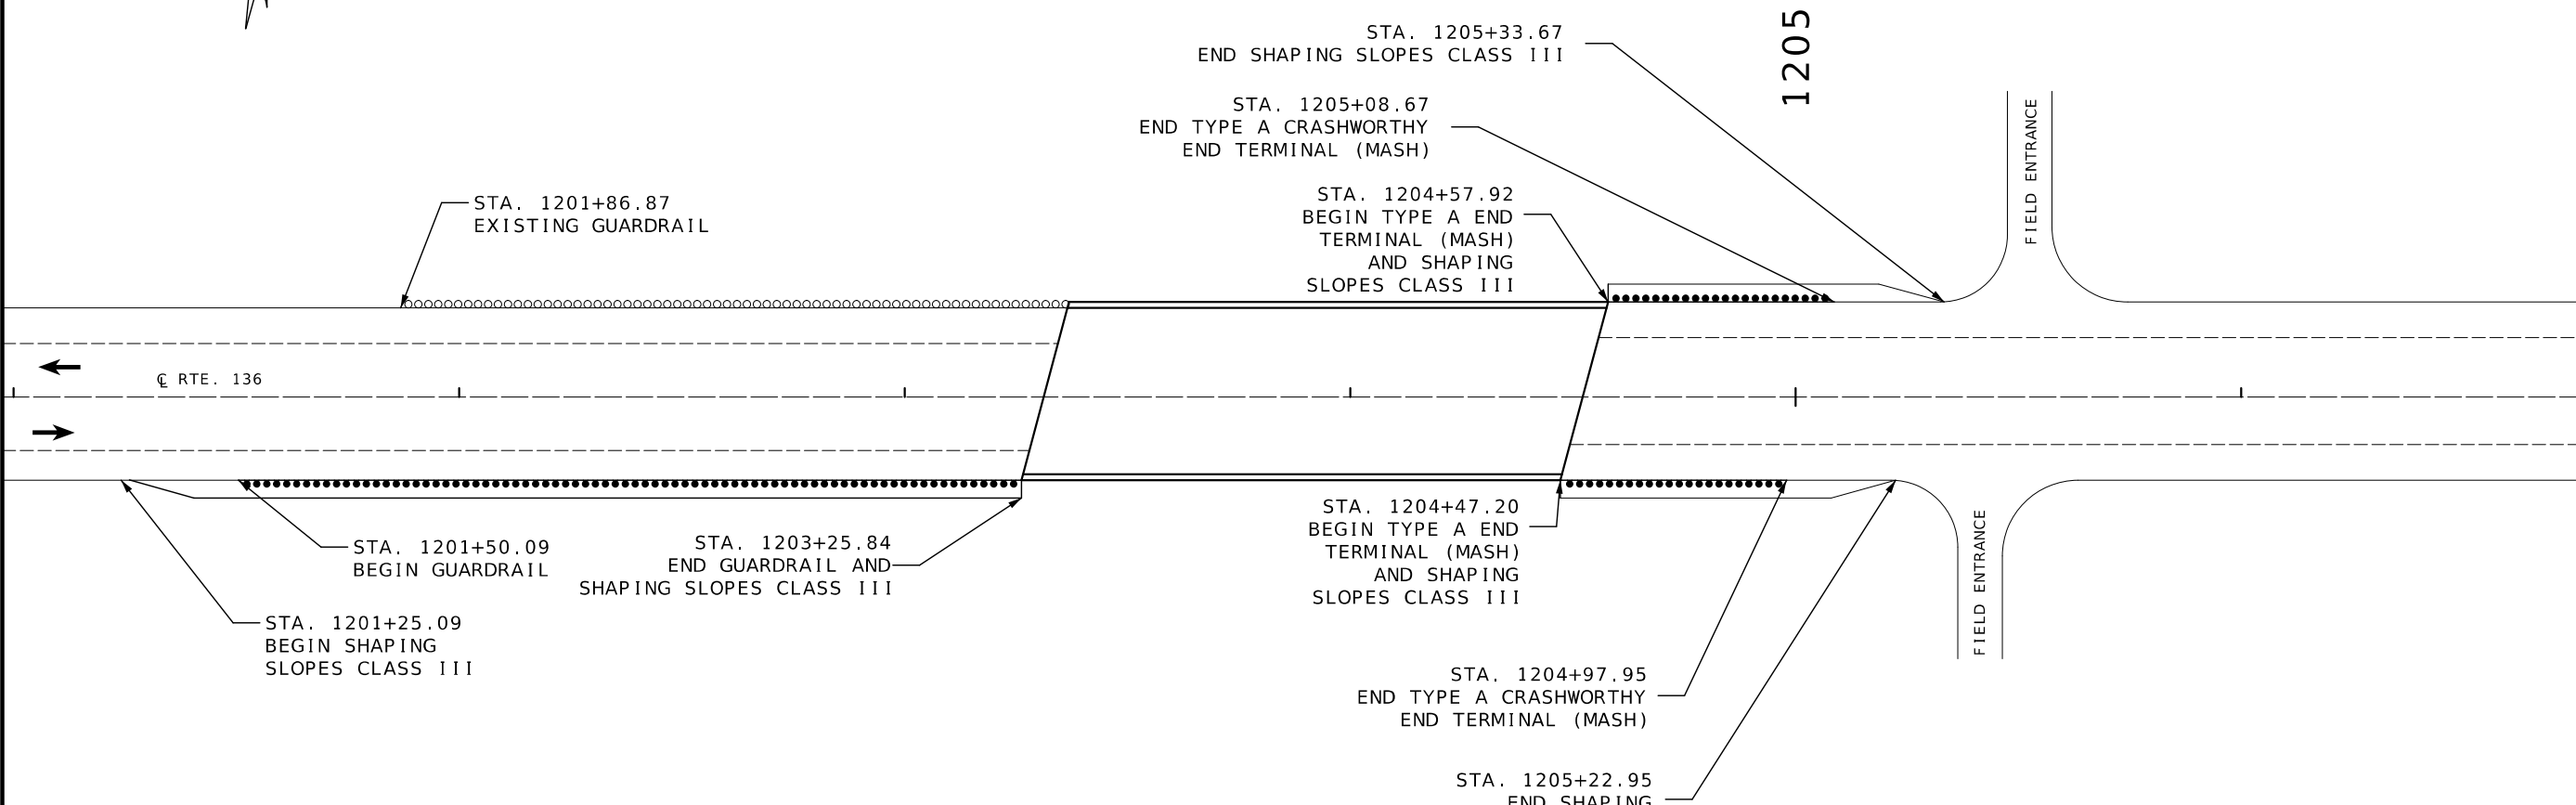 STA. 1205+33.67
END SHAPING SLOPES CLASS III
1205
STA. 1205+08.67
END TYPE A CRASHWORTHY
END TERMINAL (MASH)
FIELD ENTRANCE
STA. 1204+57.92
BEGIN TYPE A END
TERMINAL (MASH)
AND SHAPING
SLOPES CLASS III
STA. 1201+86.87
EXISTING GUARDRAIL
℄ RTE. 136
STA. 1201+50.09
BEGIN GUARDRAIL
STA. 1203+25.84
END GUARDRAIL AND
SHAPING SLOPES CLASS III
STA. 1204+47.20
BEGIN TYPE A END
TERMINAL (MASH)
AND SHAPING
SLOPES CLASS III
FIELD ENTRANCE
STA. 1201+25.09
BEGIN SHAPING
SLOPES CLASS III
STA. 1204+97.95
END TYPE A CRASHWORTHY
END TERMINAL (MASH)
STA. 1205+22.95
END SHAPING